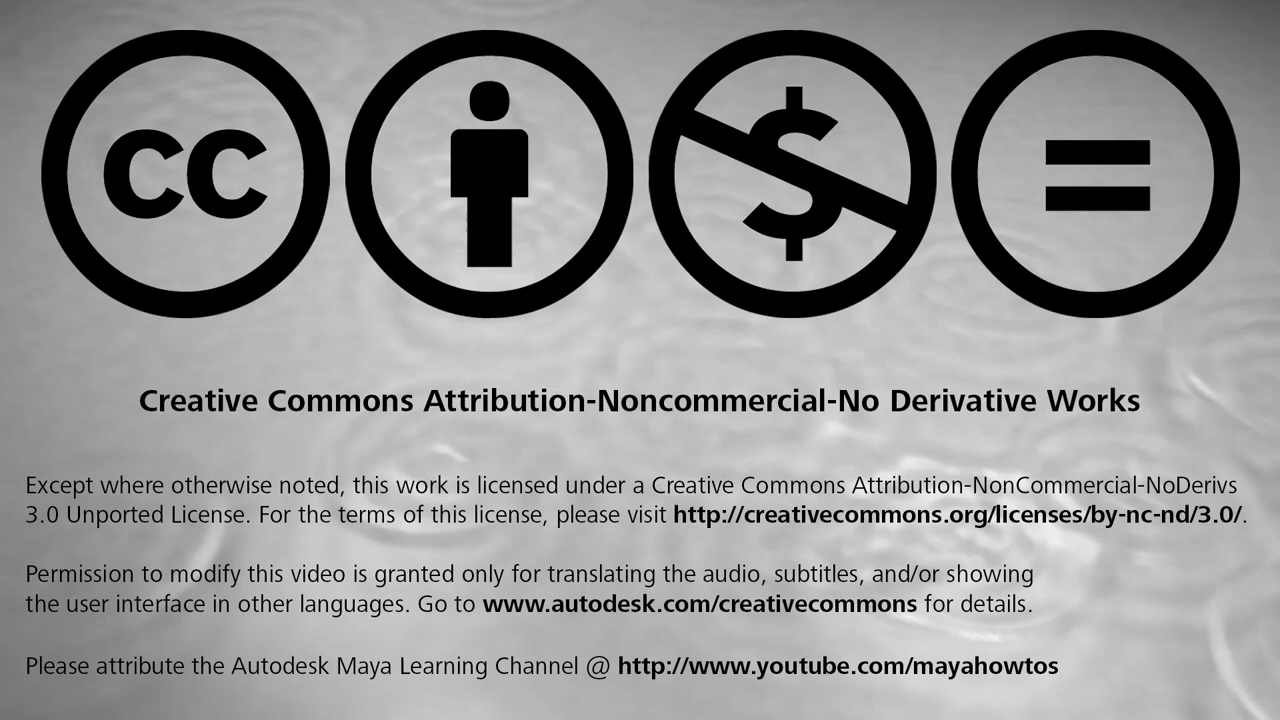 cc
$
=
Creative Commons Attribution-Noncommercial-No Derivative Works
Except where otherwise noted, this work is licensed under a Creative Commons Attribution-NonCommercial-NoDerivs
3.0 Unported License. For the terms of this license, please visit http://creativecommons.org/licenses/by-nc-nd/3.0/.
Permission to modify this video is granted only for translating the audio, subtitles, and/or showing
the user interface in other languages. Go to www.autodesk.com/creativecommons for details.
Please attribute the Autodesk Maya Learning Channel @ http://www.youtube.com/mayahowtos